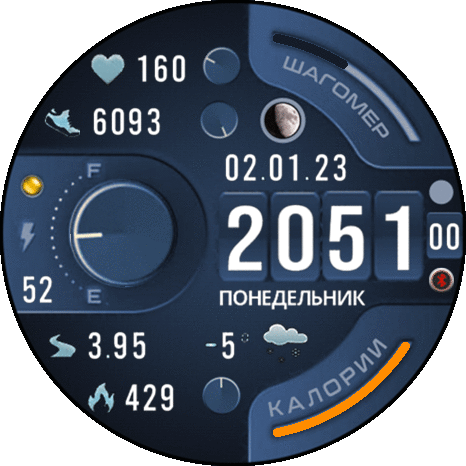 160
ШАГОМЕР
6093
02.01.23
F
2051
00
52
E
ПОНЕДЕЛЬНИК
3.95
-5°
КАЛОРИИ
429